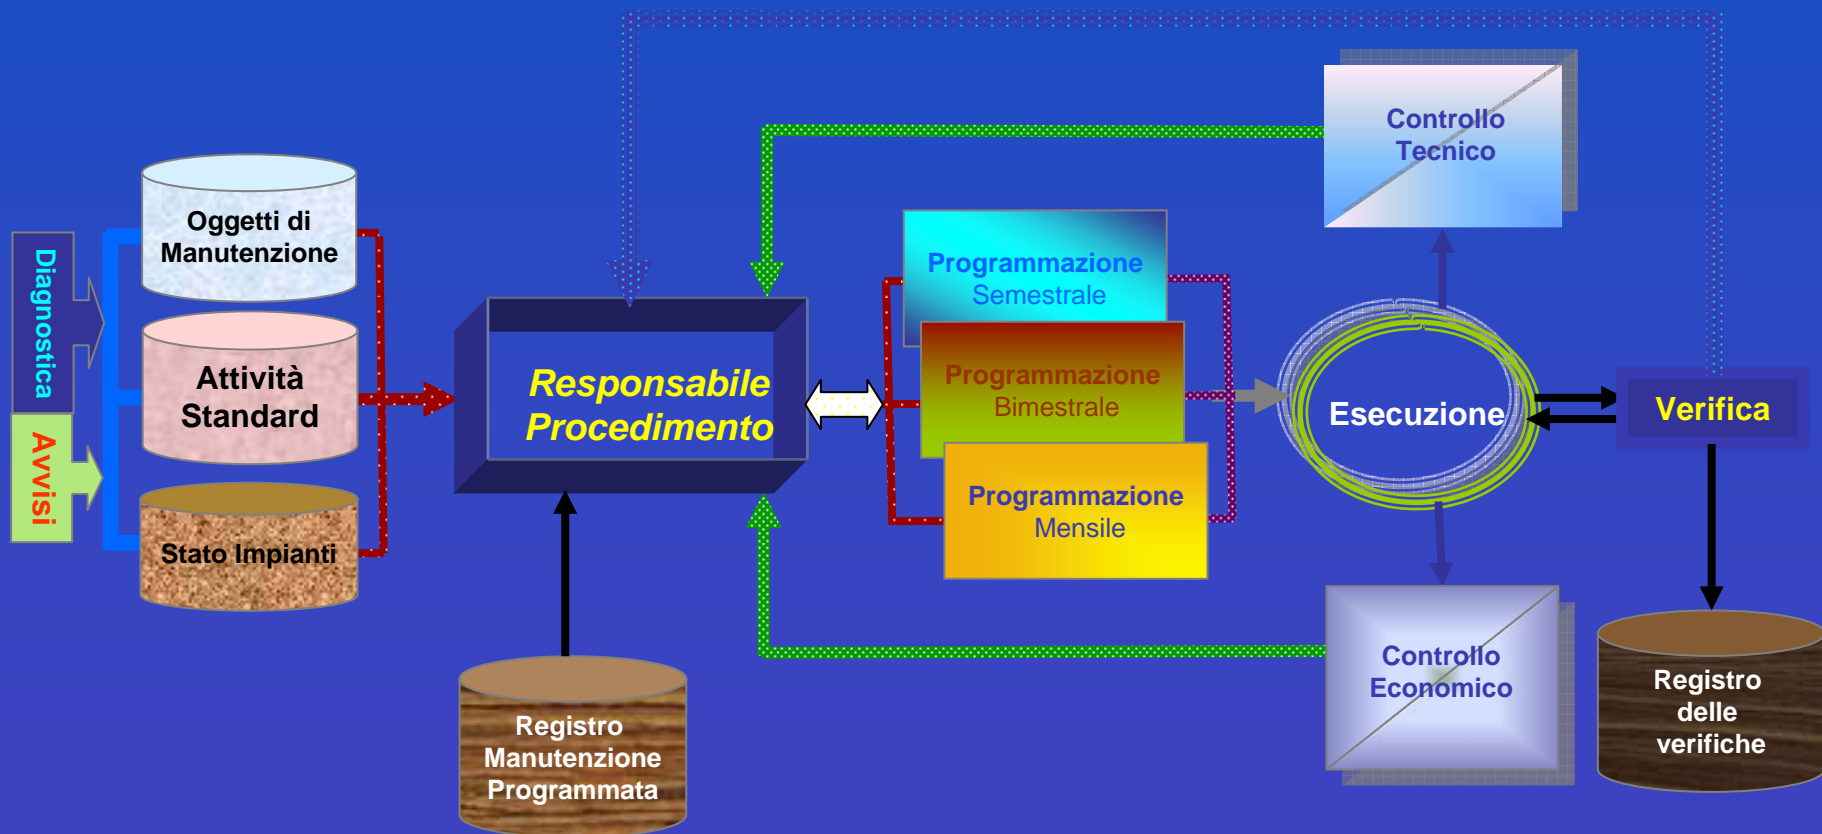 Diagnostica
Avvisi
Oggetti di
Manutenzione
Attività
Standard
Stato Impianti
Responsabile
Procedimento
Registro
Manutenzione
Programmata
Programmazione
Semestrale
Programmazione
Bimestrale
Programmazione
Mensile
Controllo
Tecnico
Esecuzione
Controllo
Economico
Verifica
Registro
delle
verifiche